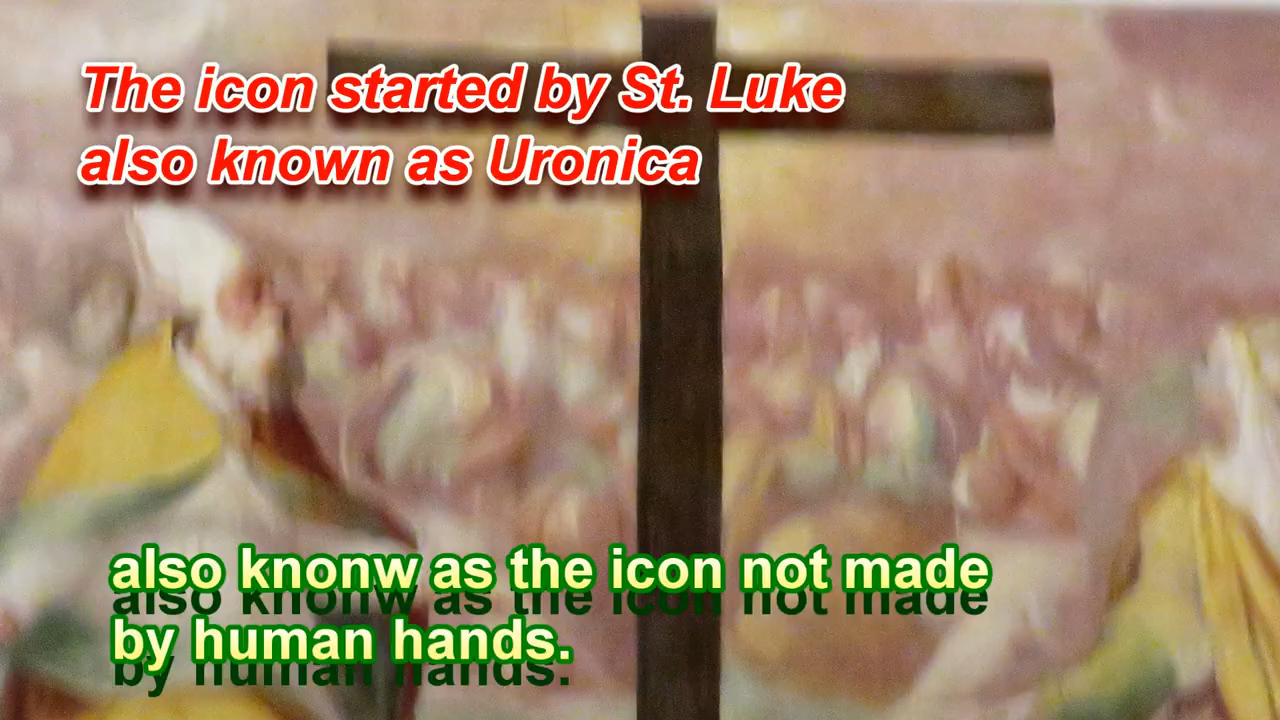 The icon started by St. Luke
also known as Uronica
also knonw as the icon not made
by human hands.